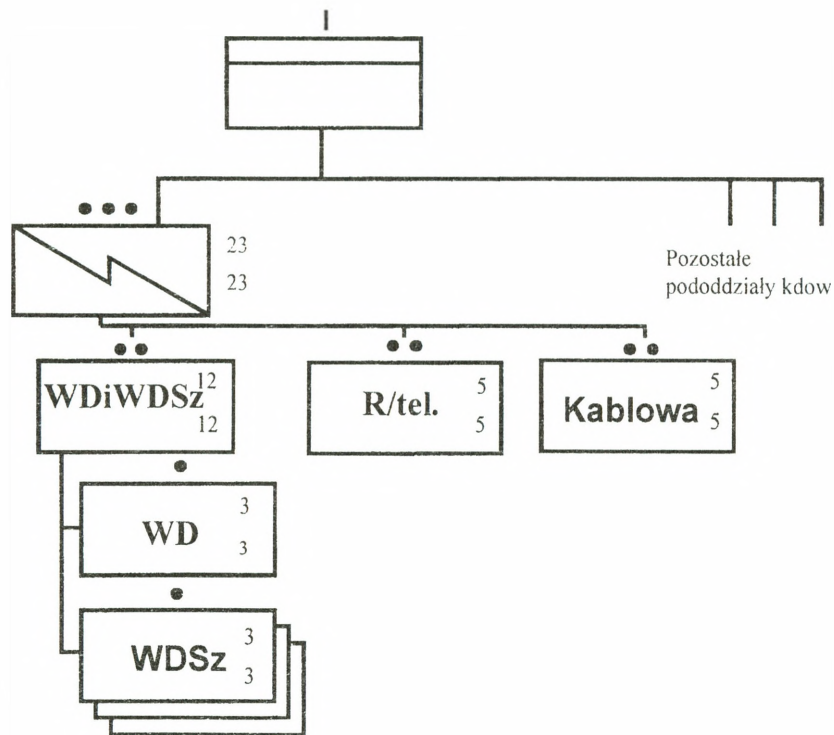 23
23
Pozostałe
pododdziały kdow
WDiWDSz 12
12
R/tel. 5
5
Kablowa 5
5
WD 3
3
WDSz 3
3